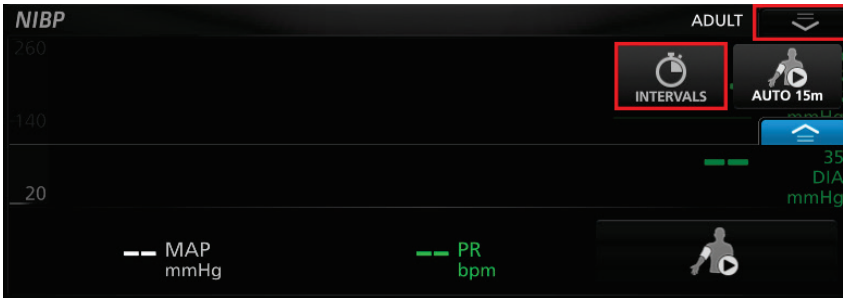 NIBP ADULT
260
INTERVALS AUTO 15m
140 mmHg
-- 35
DIA
20 mmHg
-- MAP -- PR
mmHg bpm